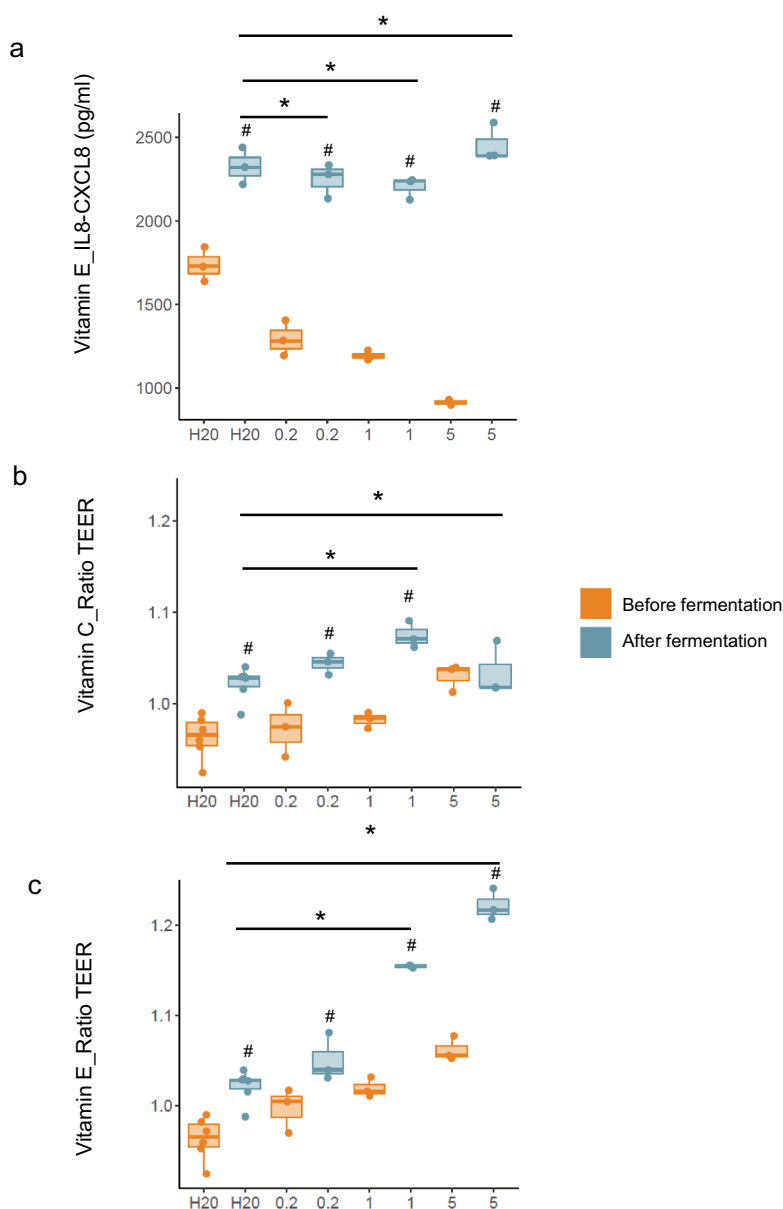 *
a
*
*
Vitamin E_IL8-CXCL8 (pg/ml)
2500
2000
1500
1000
# # # #
H20 H20 0.2 0.2 1 1 5 5
b
Vitamin C_Ratio TEER
*
*
1.2
1.1
1.0
# # #
H20 H20 0.2 0.2 1 1 5 5
Before fermentation
After fermentation
c
Vitamin E_Ratio TEER
*
*
1.2
1.1
1.0
# # # #
H20 H20 0.2 0.2 1 1 5 5